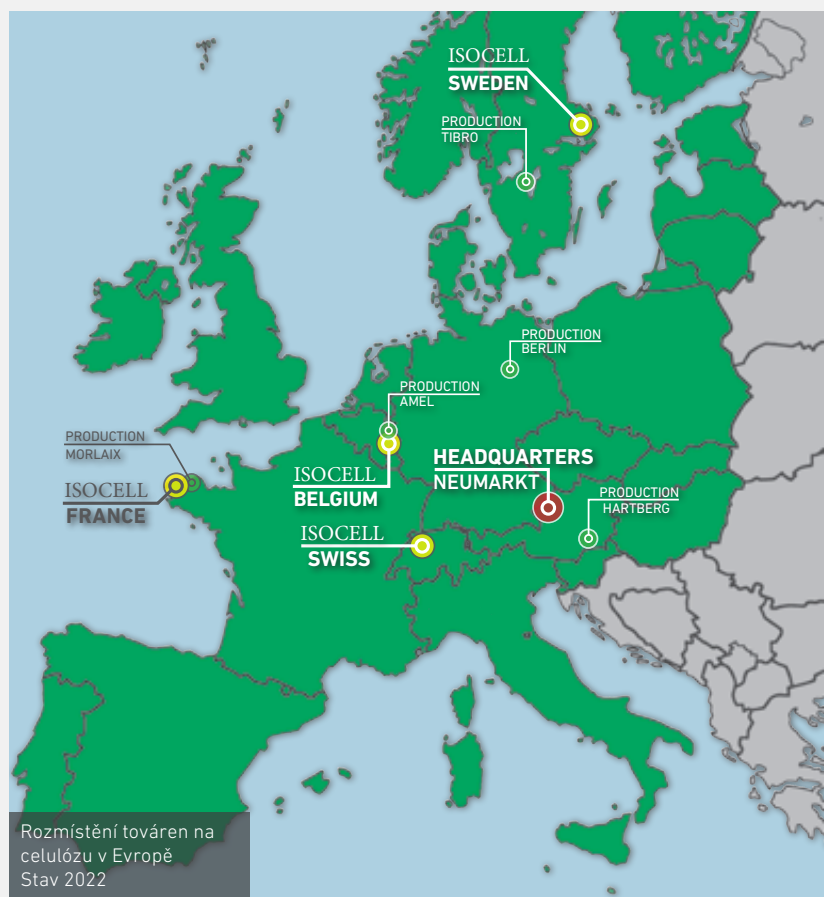 ISOCELL
SWEDEN
PRODUCTION
TIBRO
PRODUCTION
BERLIN
PRODUCTION
AMEL
PRODUCTION
MORLAIX
ISOCELL
FRANCE
ISOCELL
BELGIUM
HEADQUARTERS
NEUMARKT
PRODUCTION
HARTBERG
ISOCELL
SWISS
Rozmístění továren na
celulózu v Evropě
Stav 2022